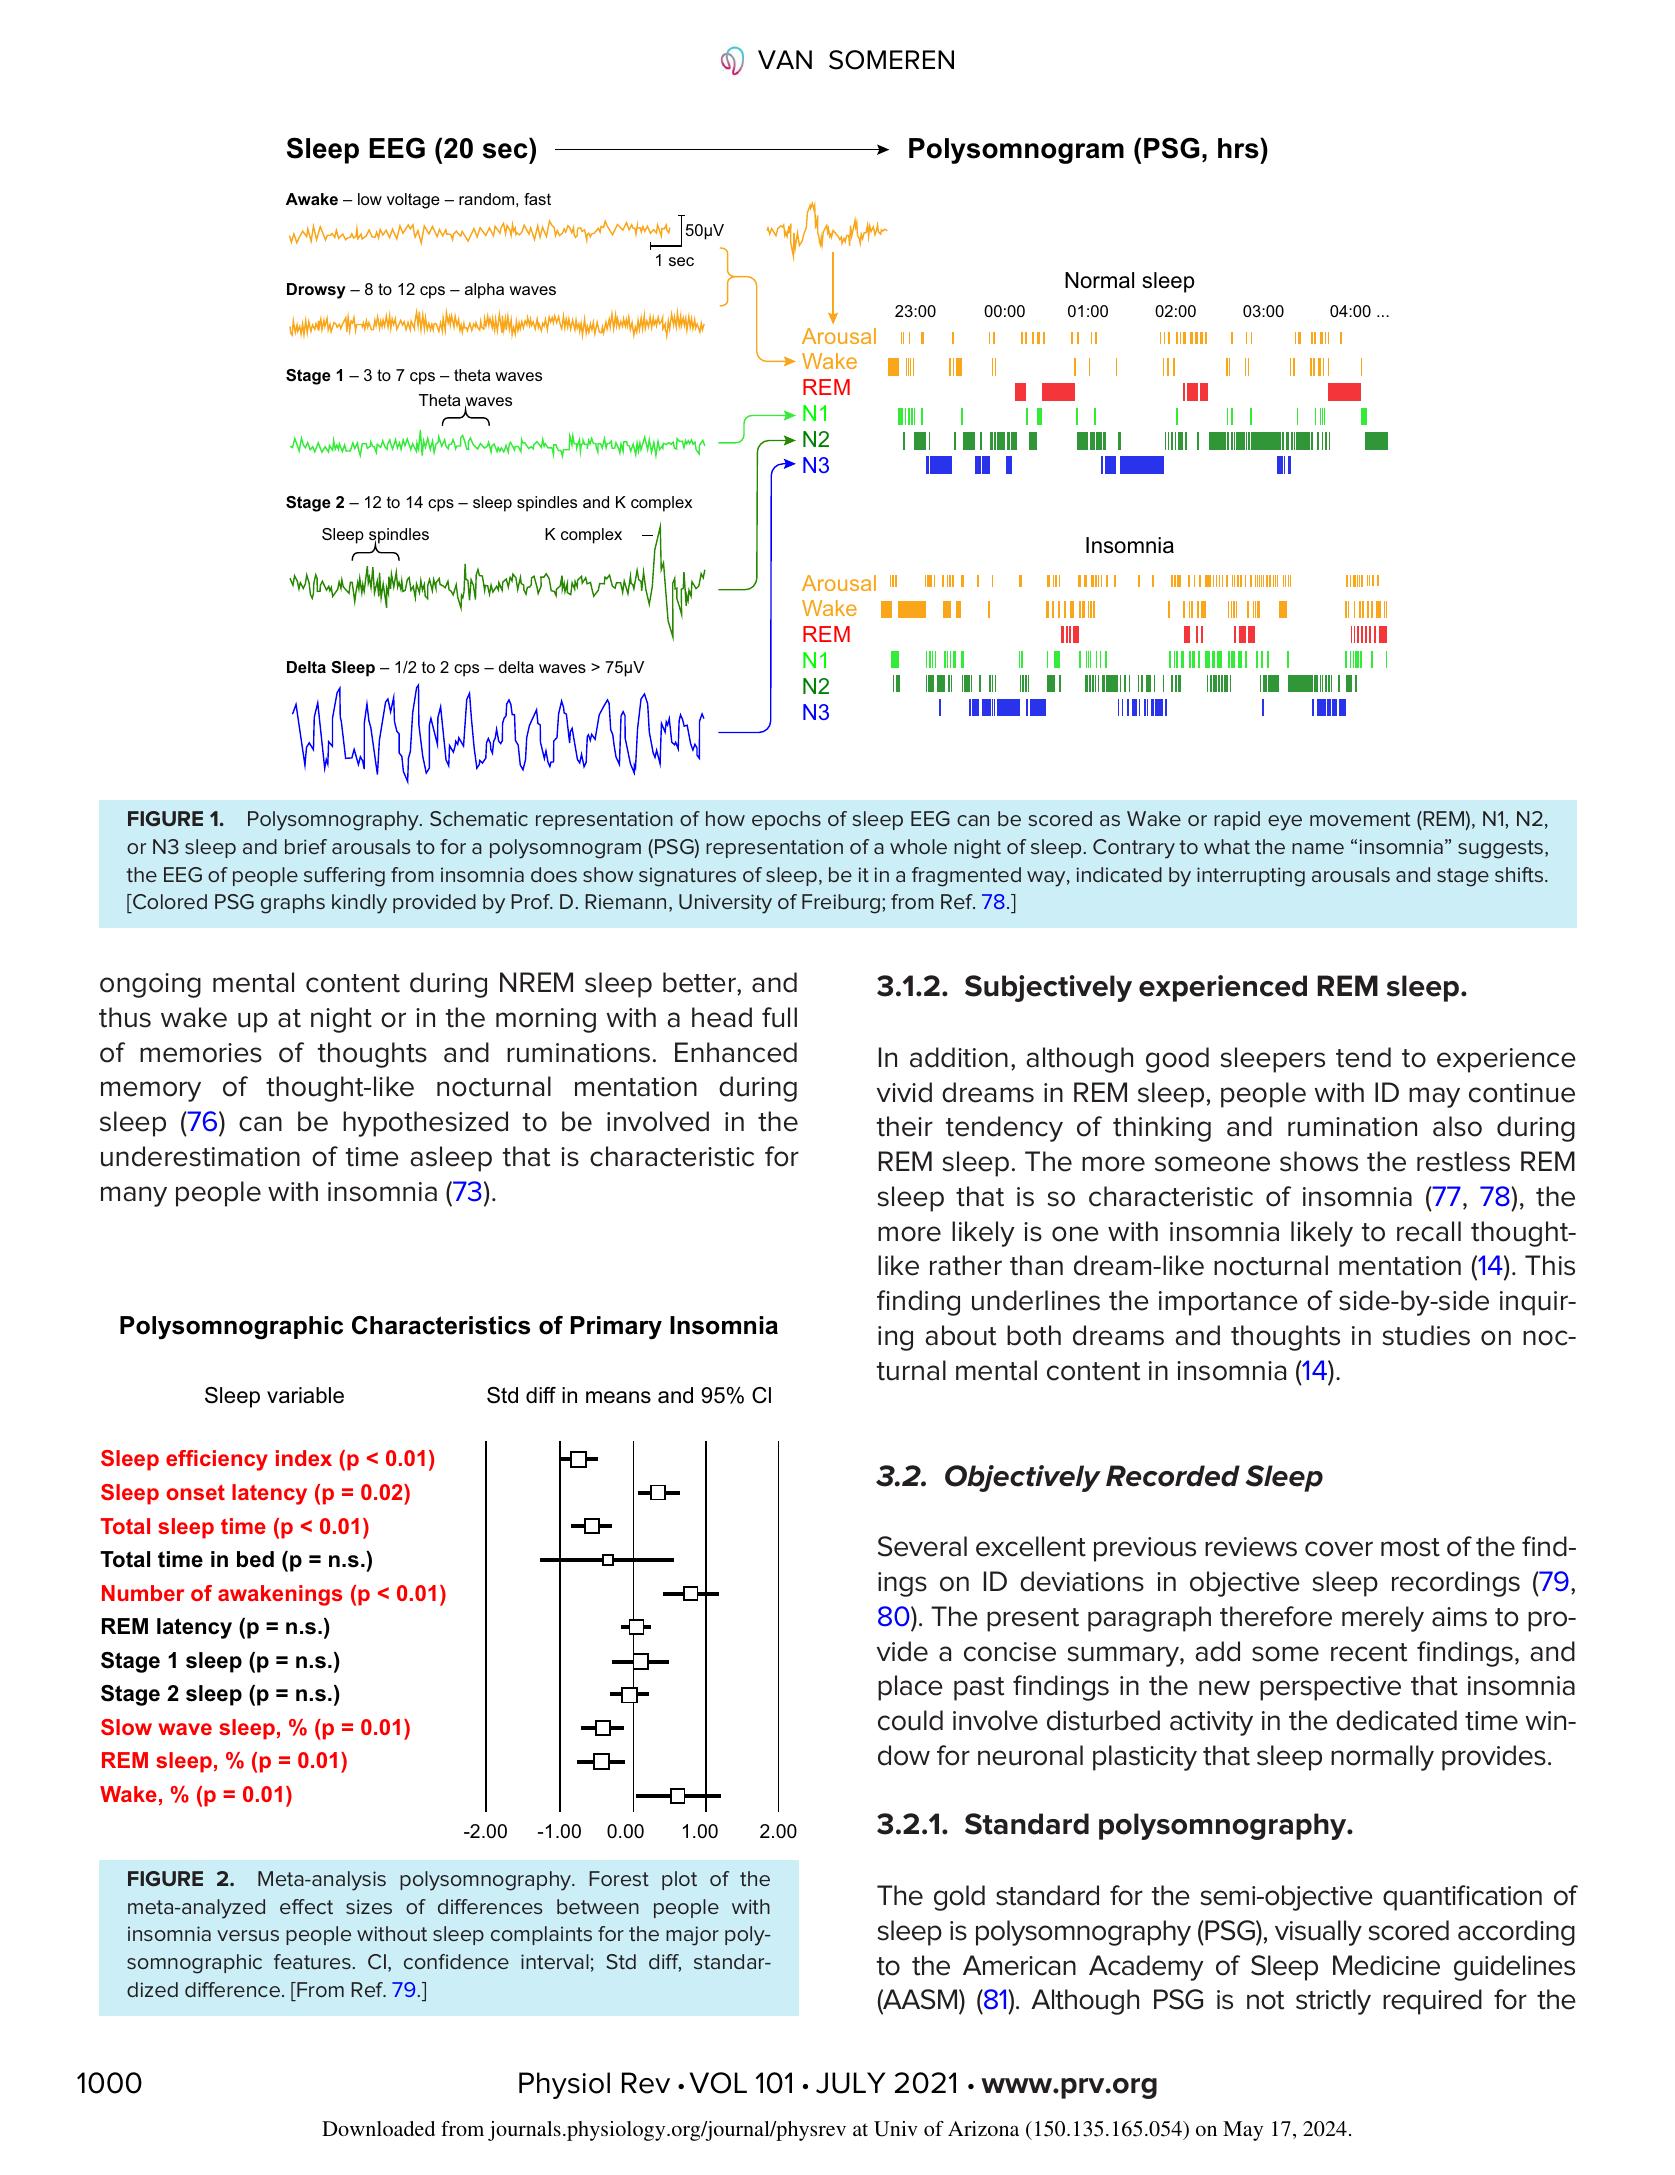 VAN SOMEREN
Sleep EEG (20 sec)
Polysomnogram (PSG, hrs)
Awake – low voltage – random, fast
50µV
1 sec
Drowsy – 8 to 12 cps – alpha waves
Stage 1 – 3 to 7 cps – theta waves
Theta waves
Stage 2 – 12 to 14 cps – sleep spindles and K complex
Sleep spindles
K complex
Delta Sleep – 1/2 to 2 cps – delta waves > 75µV
Normal sleep
23:00 00:00 01:00 02:00 03:00 04:00 ...
Arousal
Wake
REM
N1
N2
N3
Insomnia
Arousal
Wake
REM
N1
N2
N3
FIGURE 1. Polysomnography. Schematic representation of how epochs of sleep EEG can be scored as Wake or rapid eye movement (REM), N1, N2,
or N3 sleep and brief arousals to for a polysomnogram (PSG) representation of a whole night of sleep. Contrary to what the name “insomnia” suggests,
the EEG of people suffering from insomnia does show signatures of sleep, be it in a fragmented way, indicated by interrupting arousals and stage shifts.
[Colored PSG graphs kindly provided by Prof. D. Riemann, University of Freiburg; from Ref. 78.]
ongoing mental content during NREM sleep better, and
thus wake up at night or in the morning with a head full
of memories of thoughts and ruminations. Enhanced
memory of thought-like nocturnal mentation during
sleep (76) can be hypothesized to be involved in the
underestimation of time asleep that is characteristic for
many people with insomnia (73).
Polysomnographic Characteristics of Primary Insomnia
Sleep variable
Std diff in means and 95% CI
Sleep efficiency index (p < 0.01)
Sleep onset latency (p = 0.02)
Total sleep time (p < 0.01)
Total time in bed (p = n.s.)
Number of awakenings (p < 0.01)
REM latency (p = n.s.)
Stage 1 sleep (p = n.s.)
Stage 2 sleep (p = n.s.)
Slow wave sleep, % (p = 0.01)
REM sleep, % (p = 0.01)
Wake, % (p = 0.01)
-2.00 -1.00 0.00 1.00 2.00
FIGURE 2. Meta-analysis polysomnography. Forest plot of the
meta-analyzed effect sizes of differences between people with
insomnia versus people without sleep complaints for the major poly-
somnographic features. CI, confidence interval; Std diff, standar-
dized difference. [From Ref. 79.]
3.1.2. Subjectively experienced REM sleep.
In addition, although good sleepers tend to experience
vivid dreams in REM sleep, people with ID may continue
their tendency of thinking and rumination also during
REM sleep. The more someone shows the restless REM
sleep that is so characteristic of insomnia (77, 78), the
more likely is one with insomnia likely to recall thought-
like rather than dream-like nocturnal mentation (14). This
finding underlines the importance of side-by-side inquir-
ing about both dreams and thoughts in studies on noc-
turnal mental content in insomnia (14).
3.2. Objectively Recorded Sleep
Several excellent previous reviews cover most of the find-
ings on ID deviations in objective sleep recordings (79,
80). The present paragraph therefore merely aims to pro-
vide a concise summary, add some recent findings, and
place past findings in the new perspective that insomnia
could involve disturbed activity in the dedicated time win-
dow for neuronal plasticity that sleep normally provides.
3.2.1. Standard polysomnography.
The gold standard for the semi-objective quantification of
sleep is polysomnography (PSG), visually scored according
to the American Academy of Sleep Medicine guidelines
(AASM) (81). Although PSG is not strictly required for the
1000
Physiol Rev • VOL 101 • JULY 2021 • www.prv.org
Downloaded from journals.physiology.org/journal/physrev at Univ of Arizona (150.135.165.054) on May 17, 2024.